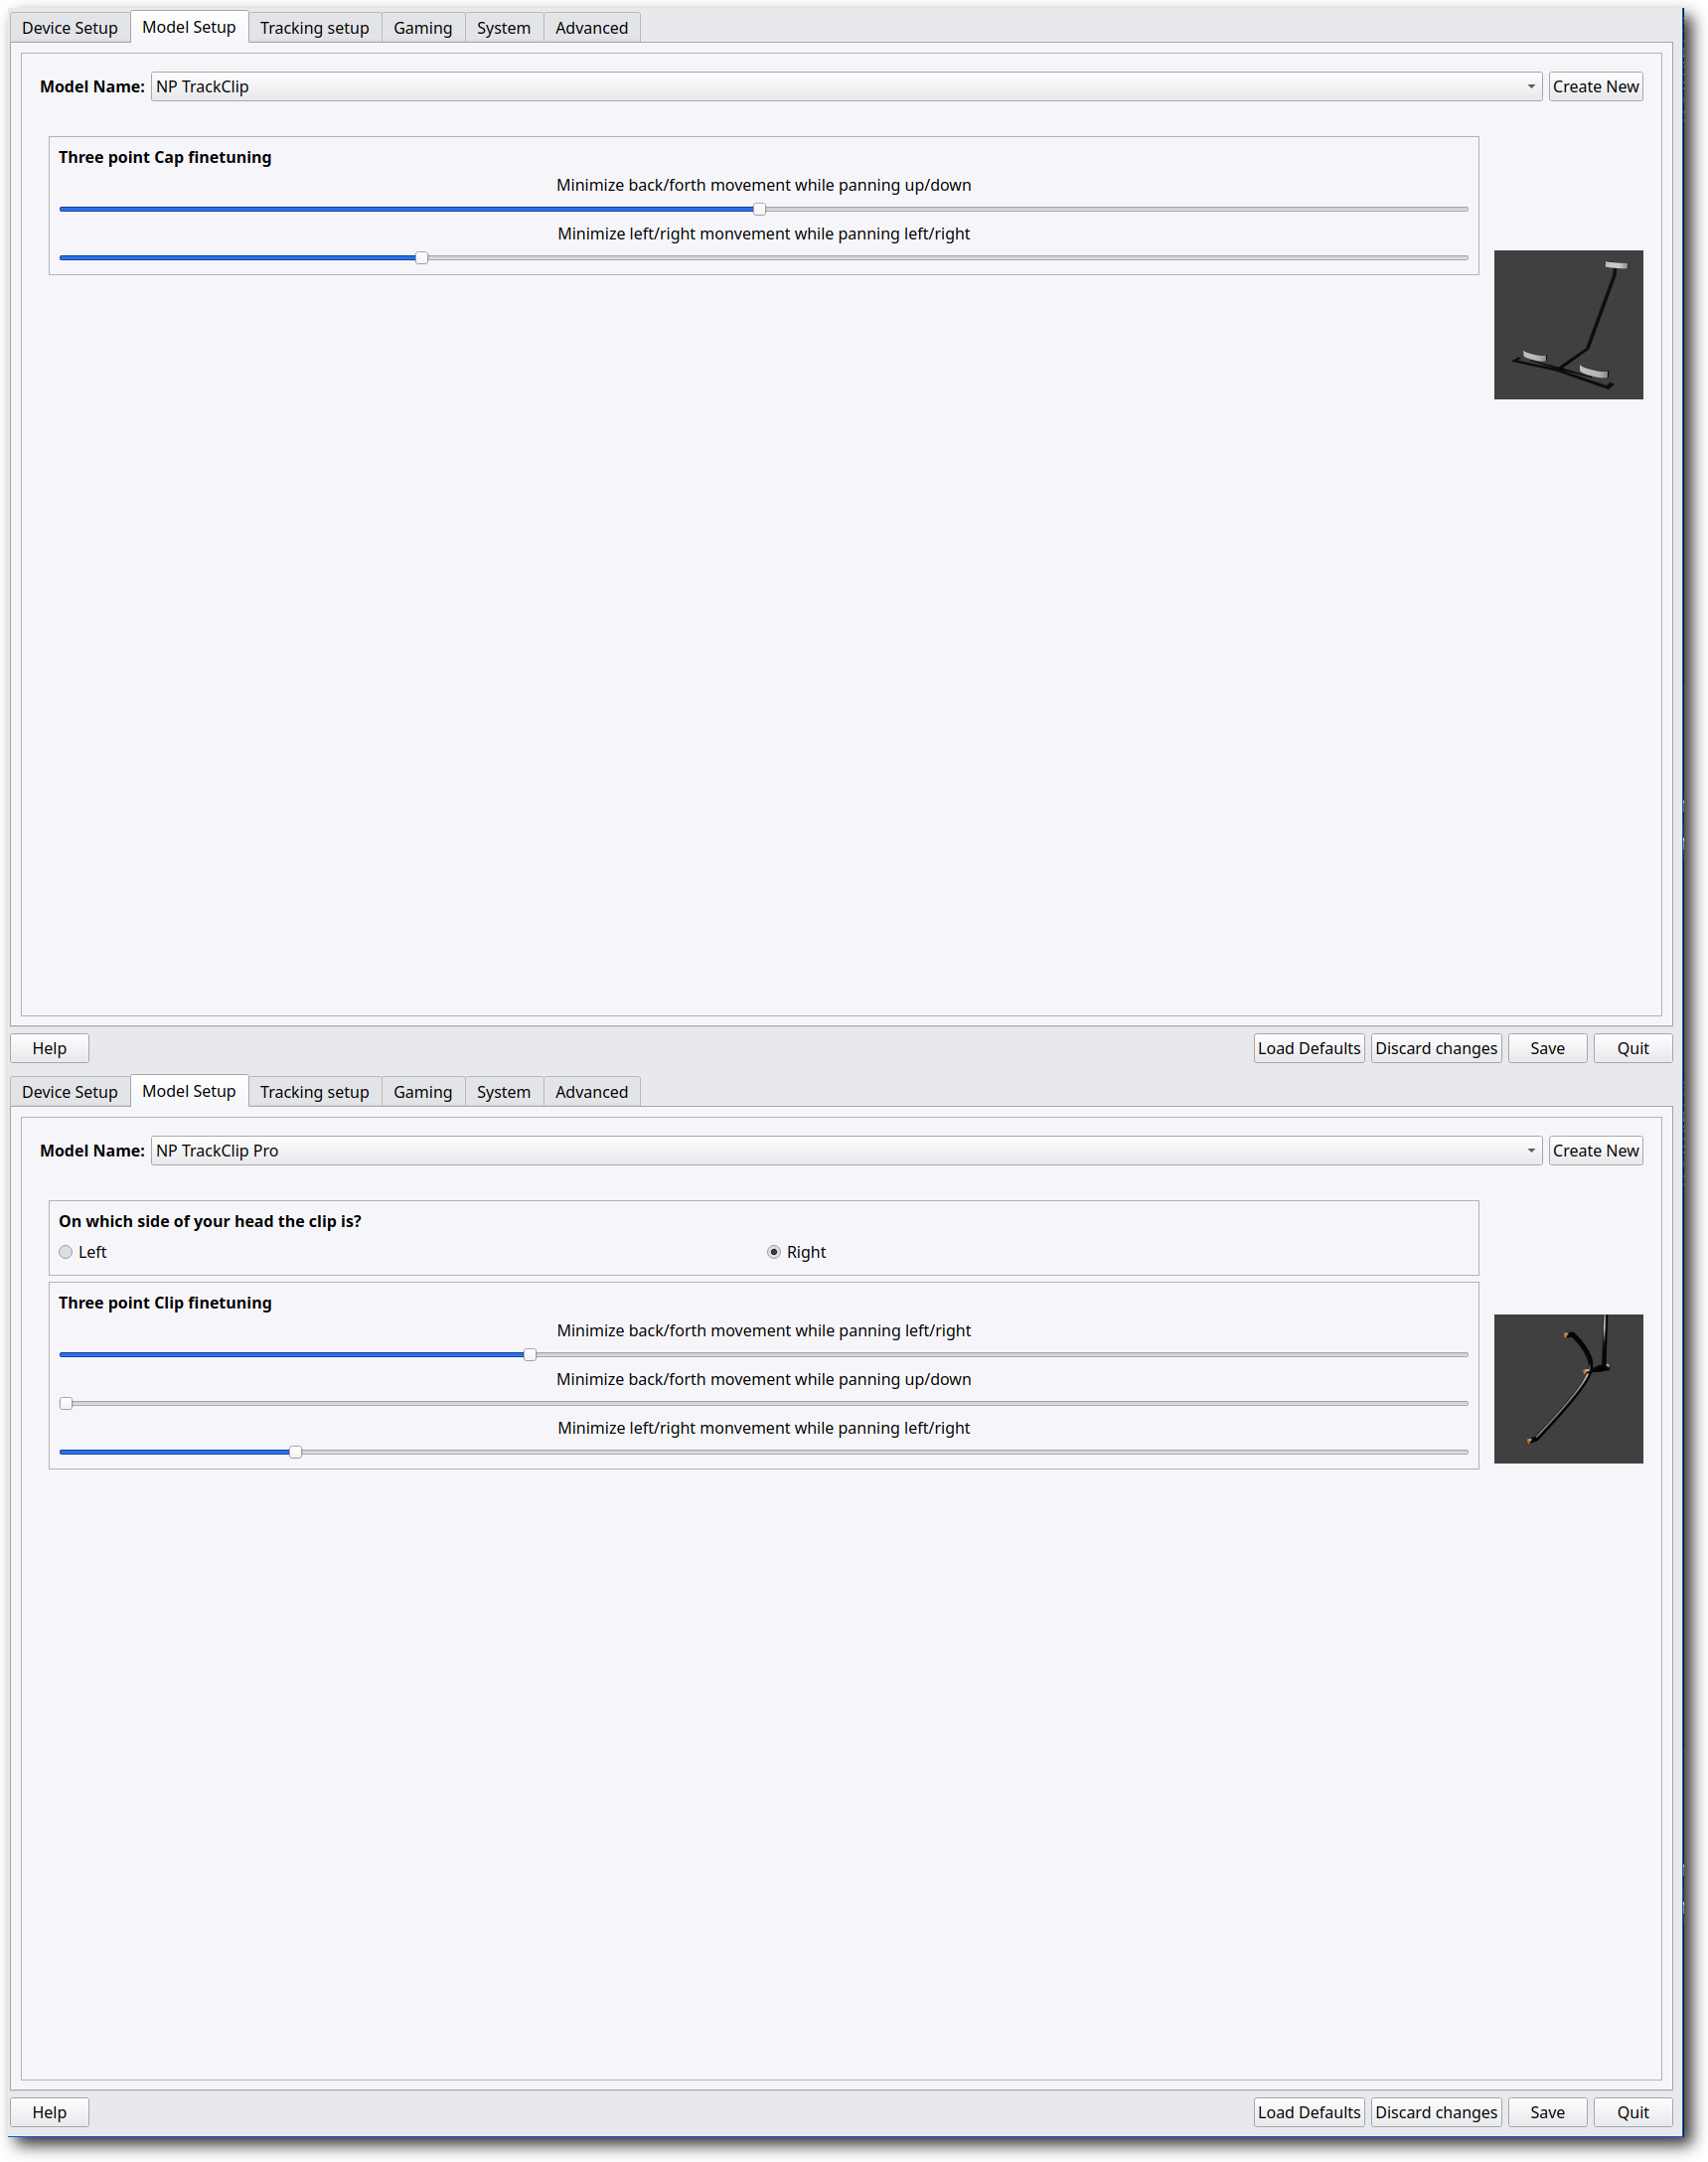 Device Setup Model Setup Tracking setup Gaming System Advanced
Model Name: NP TrackClip Create New
Three point Cap finetuning
Minimize back/forth movement while panning up/down
Minimize left/right monvement while panning left/right
Help Load Defaults Discard changes Save Quit
Device Setup Model Setup Tracking setup Gaming System Advanced
Model Name: NP TrackClip Pro Create New
On which side of your head the clip is?
Left Right
Three point Clip finetuning
Minimize back/forth movement while panning left/right
Minimize back/forth movement while panning up/down
Minimize left/right monvement while panning left/right
Help Load Defaults Discard changes Save Quit